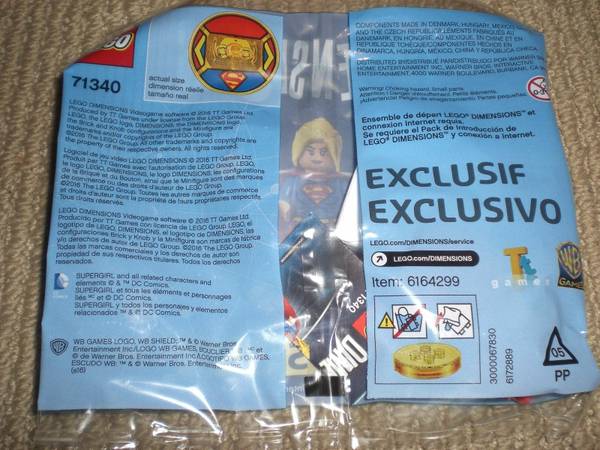 71340
actual size
dimension réelle
tamaño real
LEGO DIMENSIONS Videogame software © 2016 TT Games Ltd.
Produced by TT Games under license from the LEGO Group.
LEGO, the LEGO logo, DIMENSIONS, the DIMENSIONS logo,
the Brick and Knob configurations and the Minifigure are
trademarks and/or copyrights of the LEGO Group.
©2016 The LEGO Group. All other trademarks and copyrights are
the property of their respective owners. All rights reserved.
Logiciel de jeu vidéo LEGO DIMENSIONS © 2016 TT Games Ltd.
Produit par TT Games avec l'autorisation de LEGO Group. LEGO,
le logo LEGO, DIMENSIONS, le logo DIMENSIONS, les configurations
de la Brique et du Bouton, ainsi que le Minifigure sont des marques
de commerce ou des droits d'auteur de LEGO Group.
©2016 The LEGO Group. Toutes les autres marques de commerce
et droits d'auteur sont la propriété de leurs propriétaires respectifs.
Tous droits réservés.
LEGO DIMENSIONS Videogame software © 2016 TT Games Ltd.
Producido por TT Games con licencia de LEGO Group. LEGO, el
logotipo de LEGO, DIMENSIONS, el logotipo de DIMENSIONS, las
configuraciones Brick y Knob y la Minifigure son marcas de fábrica
y/o derechos de autor de LEGO Group. ©2016 The LEGO Group.
Todas las marcas comerciales y los derechos de autor son
propiedad de sus respectivos titulares. Todos los derechos
reservados.
SUPERGIRL and all related characters and
elements © & ™ DC Comics.
SUPERGIRL et tous les éléments et personnages
liés MC et © DC Comics.
SUPERGIRL y todos los personajes y elementos
relacionados ™ & © DC Comics.
WB GAMES LOGO, WB SHIELD: ™ & © Warner Bros.
Entertainment Inc./LOGO WB GAMES, BOUCLIER WB: MC et
© de Warner Bros. Entertainment Inc./LOGOTIPO WB GAMES,
ESCUDO WB: ™ & © Warner Bros. Entertainment Inc.
(s16)
COMPONENTS MADE IN DENMARK, HUNGARY, MEXICO
AND THE CZECH REPUBLIC/ELEMENTS FABRIQUÉS AU
DANEMARK, EN HONGRIE, AU MEXIQUE, EN CHINE ET EN
RÉPUBLIQUE TCHÈQUE/COMPONENTES HECHOS EN
DINAMARCA, HUNGRÍA, MÉXICO, CHINA Y REPÚBLICA CHECA.
DISTRIBUTED BY/DISTRIBUÉ PAR/DISTRIBUIDO POR WARNER
HOME ENTERTAINMENT INC., WARNER BROS. INTERACTIVE
ENTERTAINMENT, 4000 WARNER BOULEVARD, BURBANK, CA
Warning! Choking hazard. Small parts.
Attention ! Danger d'étouffement. Petites pièces.
¡Advertencia! Peligro de atragantamiento. Partes pequeñas.
0-3
Ensemble de départ LEGO® DIMENSIONS™ et
connexion Internet requis.
Se requiere el Pack de Introducción de
LEGO® DIMENSIONS™ y conexión a Internet.
EXCLUSIF
EXCLUSIVO
LEGO.com/DIMENSIONS/service
LEGO.com/DIMENSIONS
Item: 6164299
Tt
games
WB
GAMES
3000067830
6172889
05
PP
71340